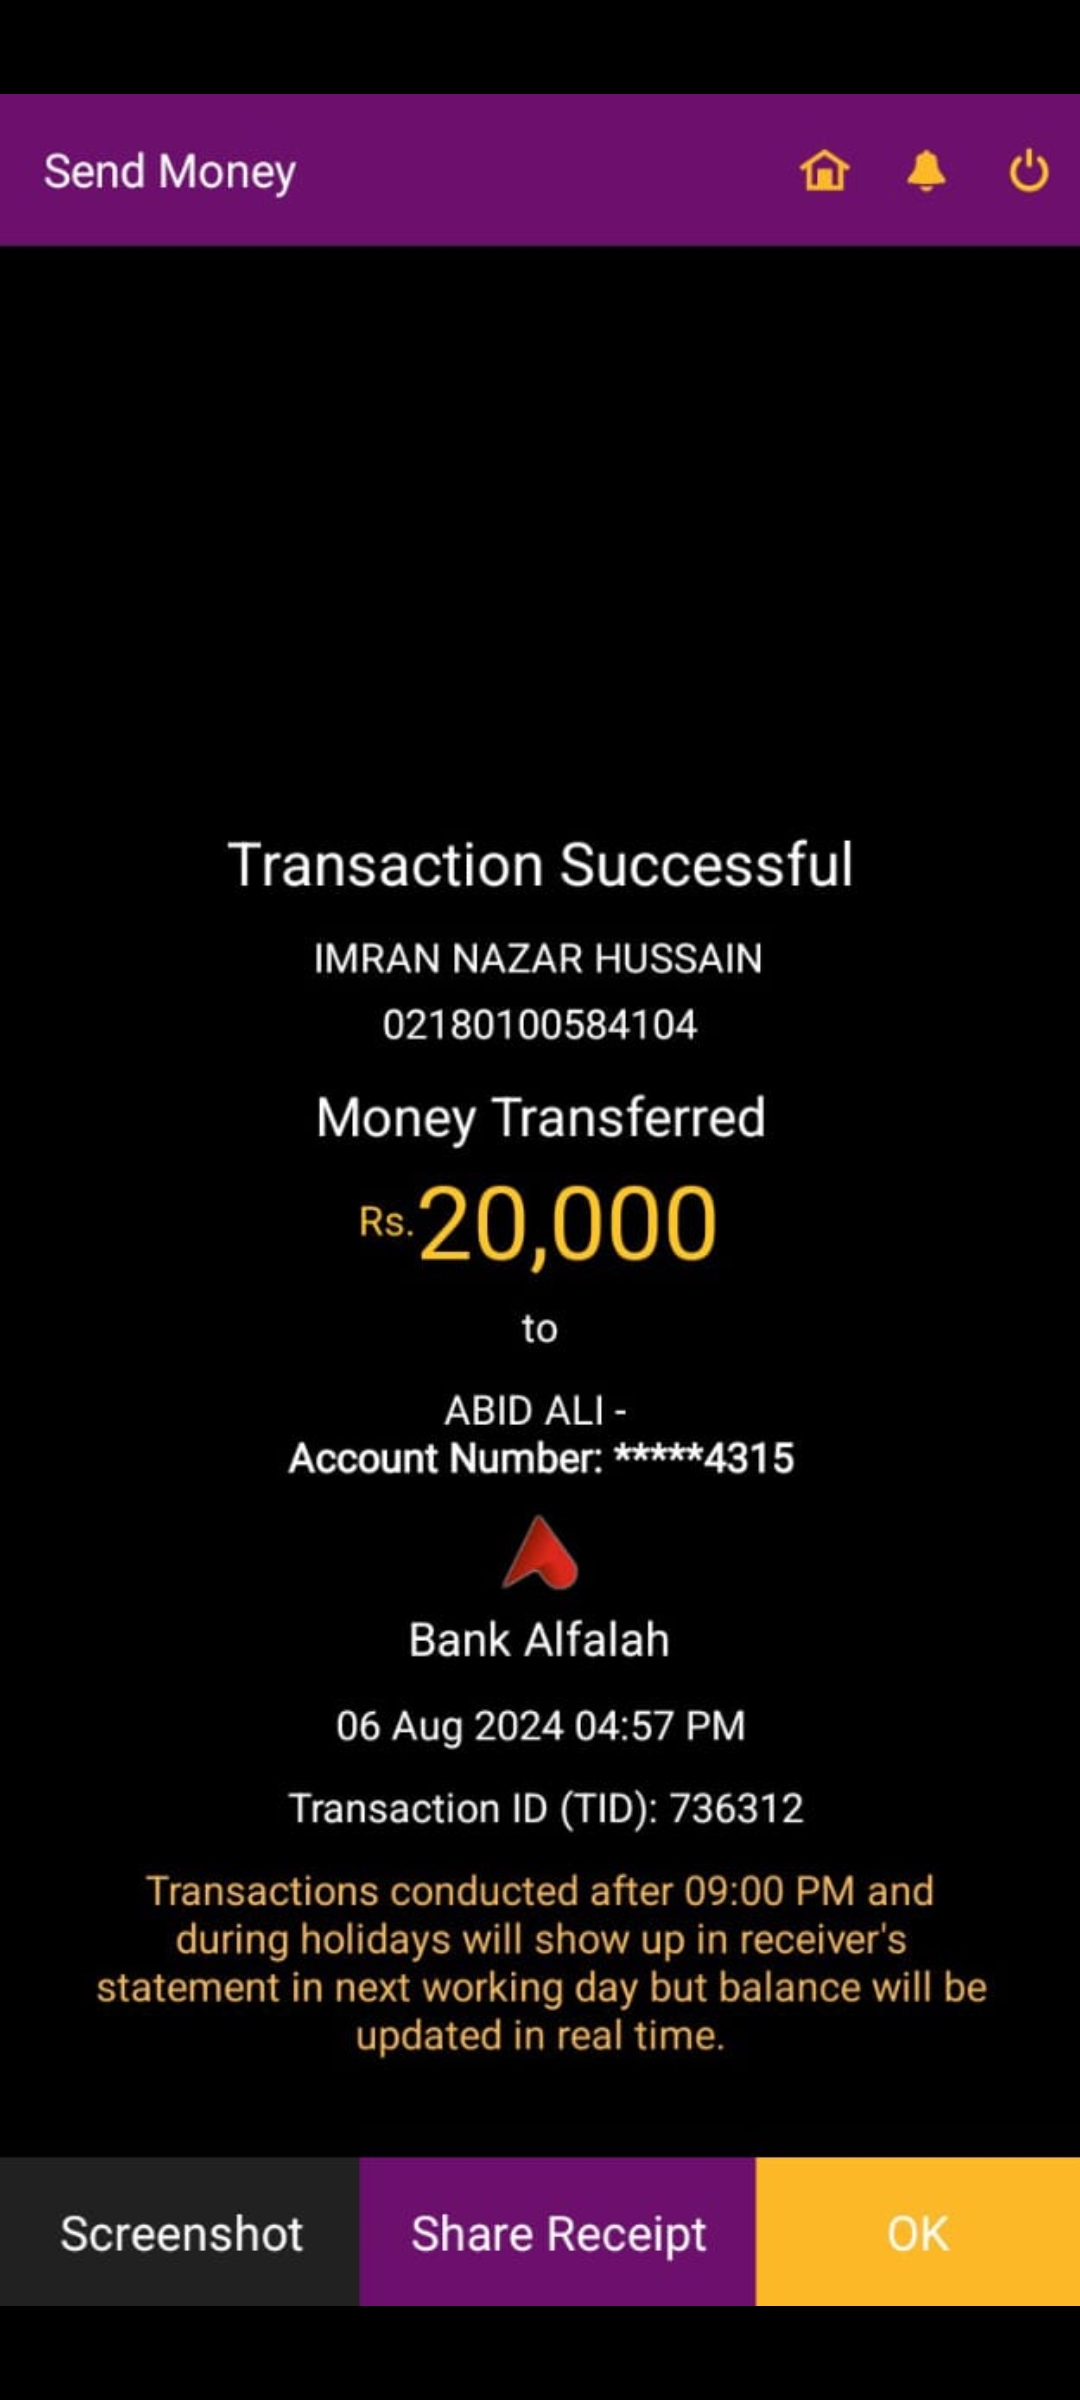 Send Money
Transaction Successful
IMRAN NAZAR HUSSAIN
02180100584104
Money Transferred
Rs.20,000
to
ABID ALI -
Account Number: *****4315
Bank Alfalah
06 Aug 2024 04:57 PM
Transaction ID (TID): 736312
Transactions conducted after 09:00 PM and
during holidays will show up in receiver's
statement in next working day but balance will be
updated in real time.
Screenshot
Share Receipt
OK